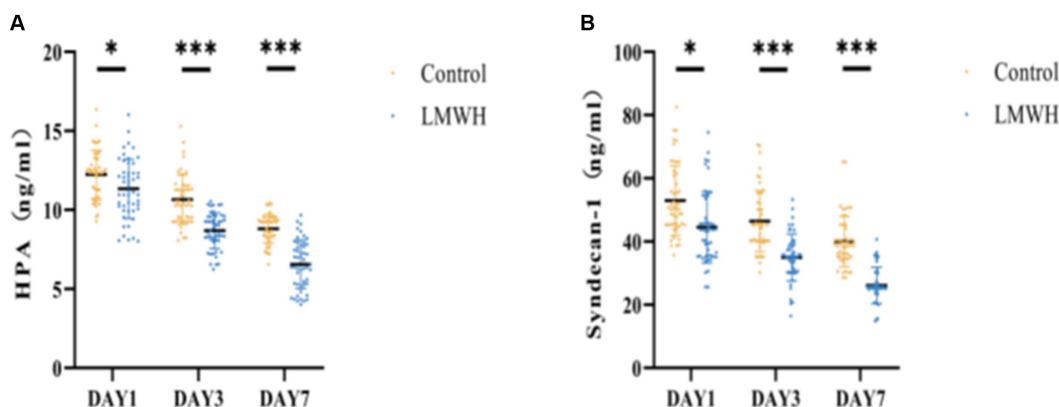 A
HPA (ng/ml)
20
15
10
5
0
* *** ***
DAY1 DAY3 DAY7
Control
LMWH
B
Syndecan-1 (ng/ml)
100
80
60
40
20
0
* *** ***
DAY1 DAY3 DAY7
Control
LMWH